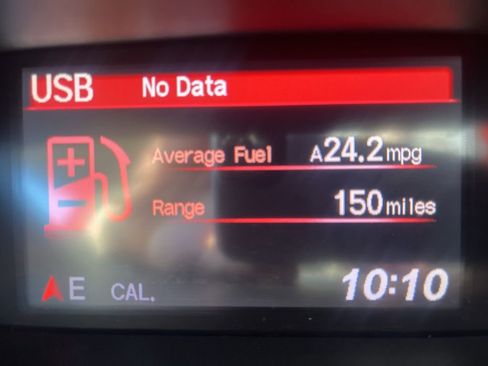 USB No Data
Average Fuel A24.2mpg
Range 150miles
E CAL. 10:10